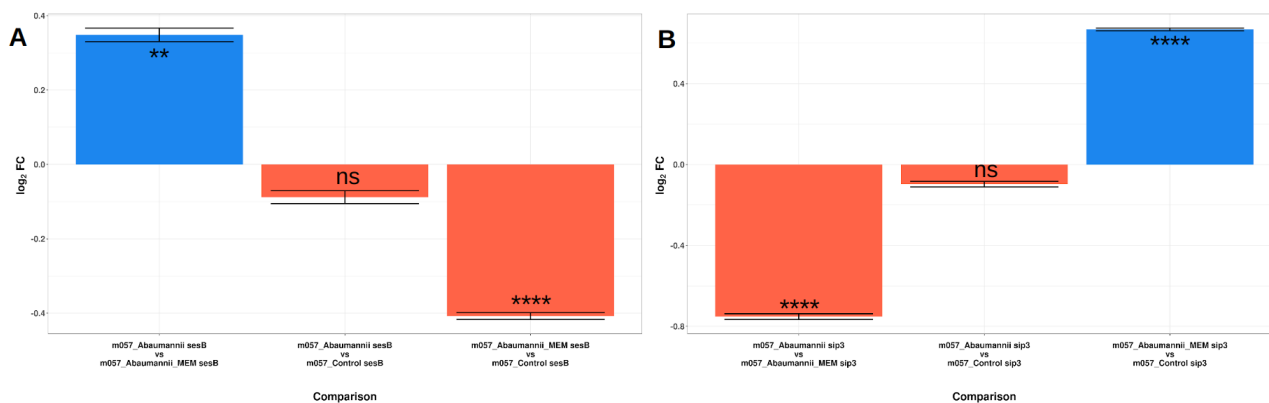 A
0.4
0.2
0.0
-0.2
-0.4
log2 FC
**
ns
****
m057_Abaumannii sesB
vs
m057_Abaumannii_MEM sesB
m057_Abaumannii sesB
vs
m057_Control sesB
m057_Abaumannii_MEM sesB
vs
m057_Control sesB
Comparison
B
0.4
0.0
-0.4
-0.8
log2 FC
****
ns
****
m057_Abaumannii sip3
vs
m057_Abaumannii_MEM sip3
m057_Abaumannii sip3
vs
m057_Control sip3
m057_Abaumannii_MEM sip3
vs
m057_Control sip3
Comparison